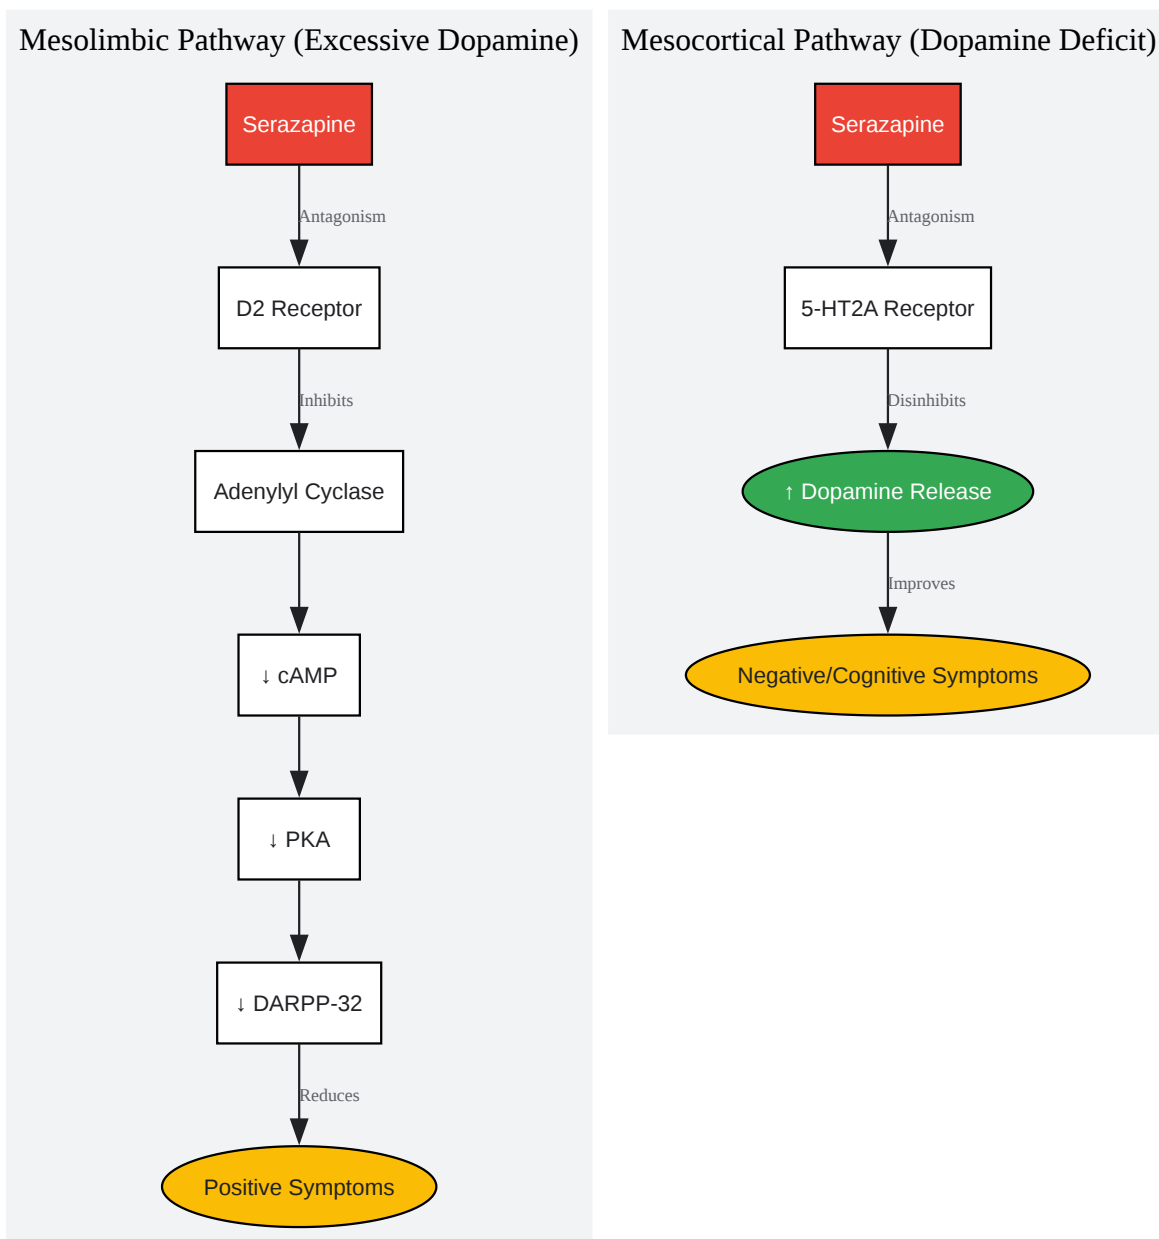 Mesolimbic Pathway (Excessive Dopamine)
Serazapine
Antagonism
D2 Receptor
Inhibits
Adenylyl Cyclase
↓ cAMP
↓ PKA
↓ DARPP-32
Reduces
Positive Symptoms
Mesocortical Pathway (Dopamine Deficit)
Serazapine
Antagonism
5-HT2A Receptor
Disinhibits
↑ Dopamine Release
Improves
Negative/Cognitive Symptoms